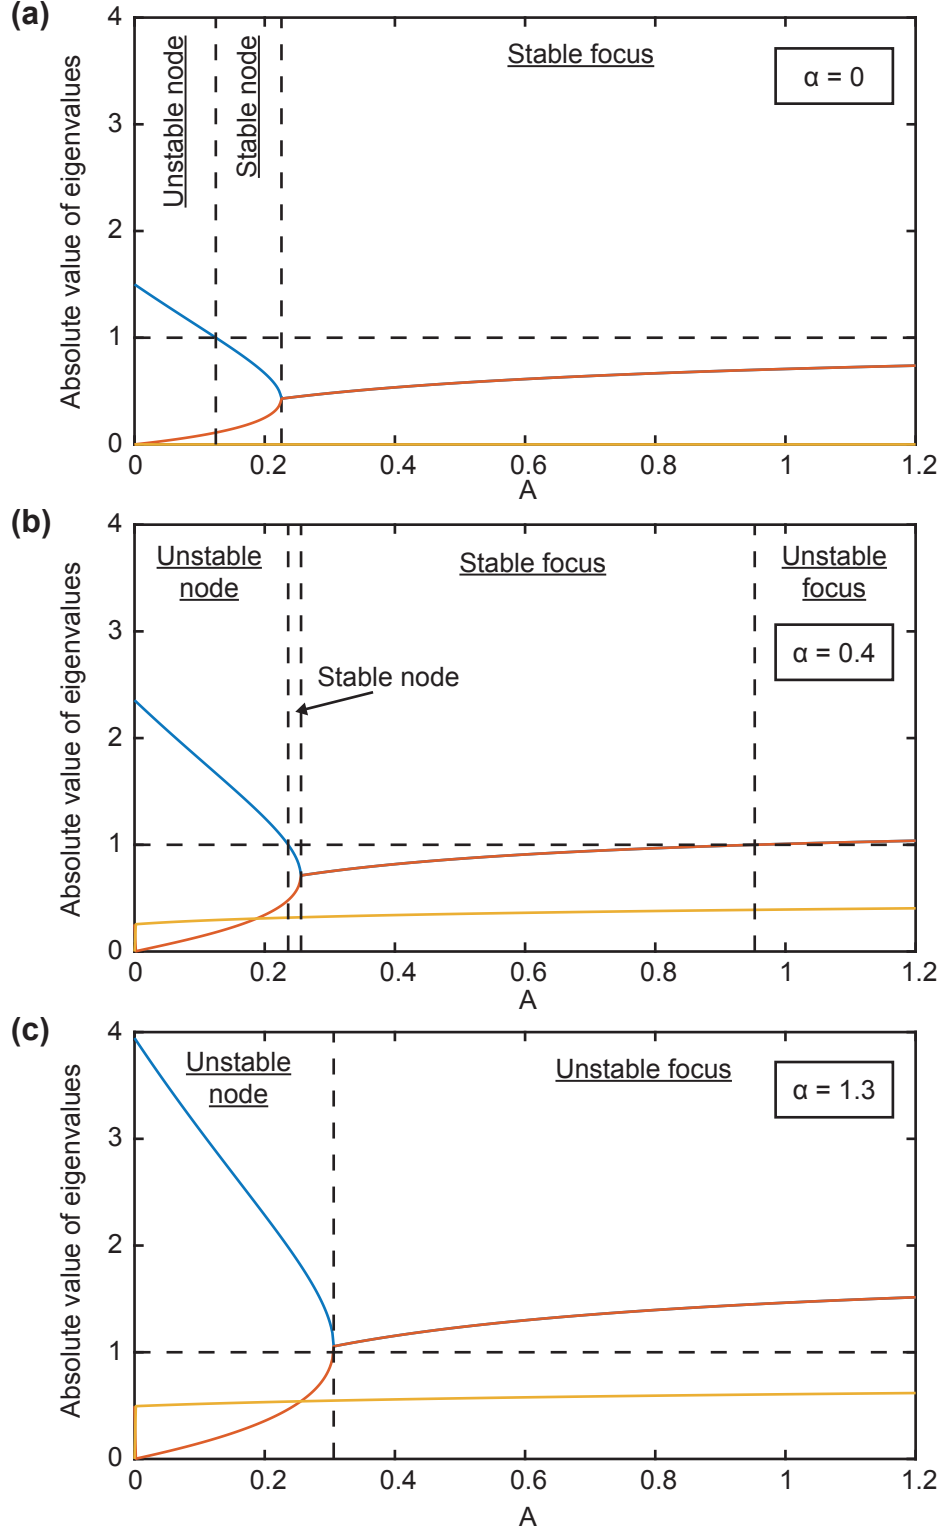 (a)
Absolute value of eigenvalues
4
3
2
1
0
Unstable node
Stable node
Stable focus
α = 0
0
0.2
0.4
0.6
0.8
1
1.2
A
(b)
Absolute value of eigenvalues
4
3
2
1
0
Unstable
node
Stable focus
Unstable
focus
α = 0.4
Stable node
0
0.2
0.4
0.6
0.8
1
1.2
A
(c)
Absolute value of eigenvalues
4
3
2
1
0
Unstable
node
Unstable focus
α = 1.3
0
0.2
0.4
0.6
0.8
1
1.2
A